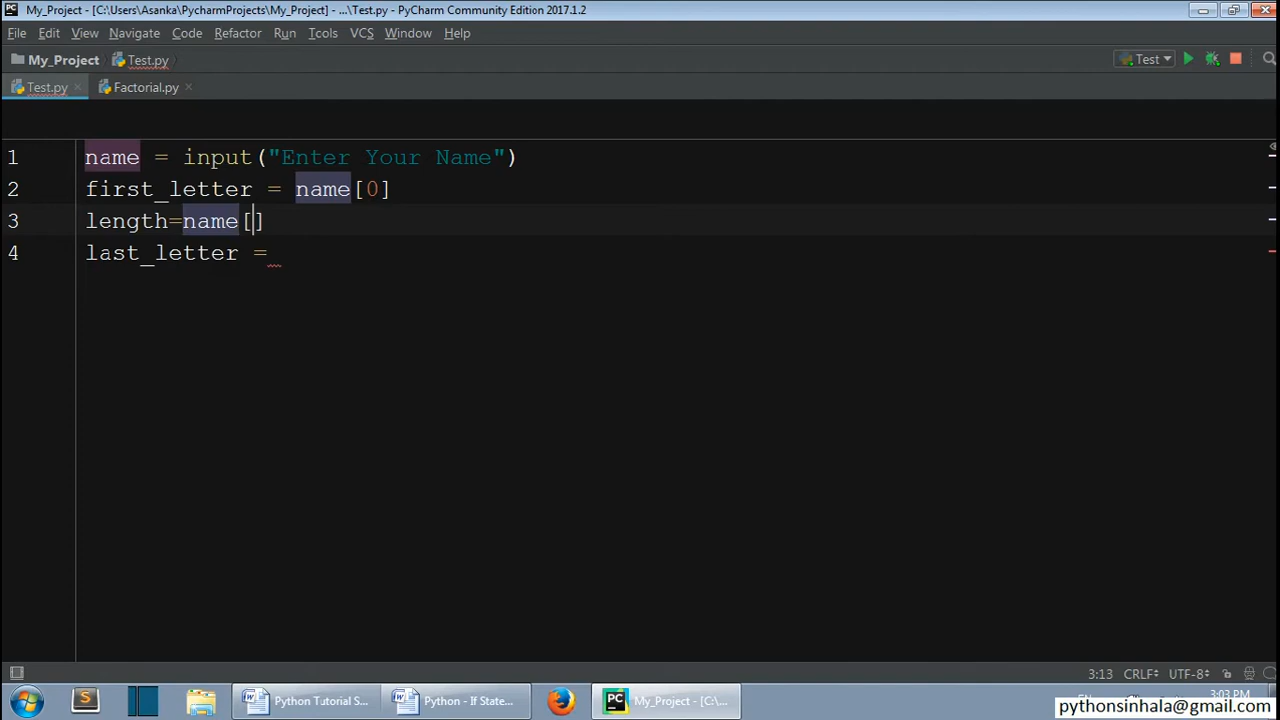 My_Project - [C:\Users\Asanka\PycharmProjects\My_Project] - ...\Test.py - PyCharm Community Edition 2017.1.2
File Edit View Navigate Code Refactor Run Tools VCS Window Help
My_Project Test.py Test
Test.py Factorial.py
1 name = input("Enter Your Name")
2 first_letter = name[0]
3 length=name[]
4 last_letter =
3:13 CRLF UTF-8
Python Tutorial S... Python - If State... My_Project - [C:\... 3:03 PM
pythonsinhala@gmail.com